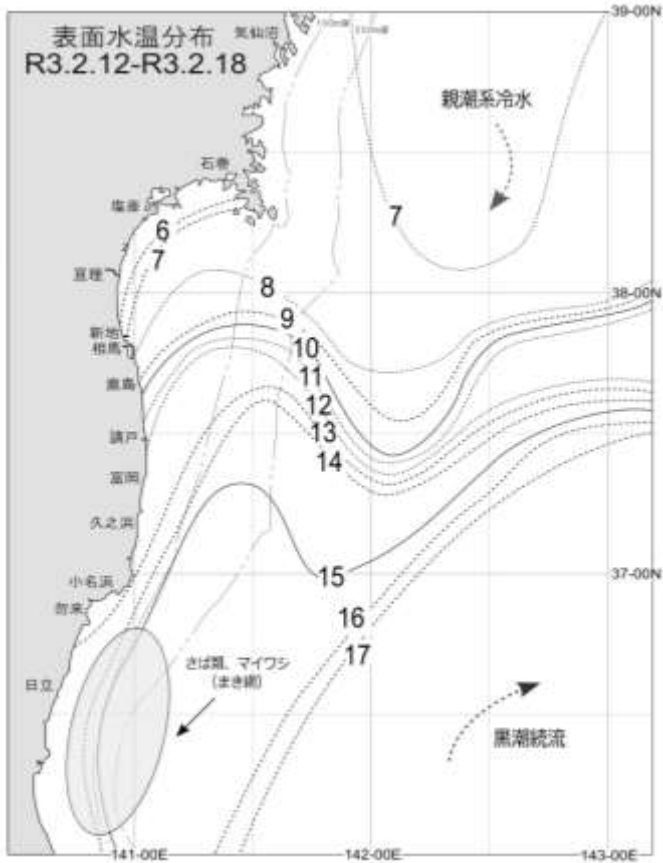 表面水温分布
R3.2.12-R3.2.18
気仙沼
39-00N
親潮系冷水
石巻
塩釜
6
7
7
亘理
8
38-00N
9
新地
相馬
10
鹿島
11
12
13
請戸
14
富岡
久之浜
15
37-00N
小名浜
勿来
16
17
さば類、マイワシ
(まき網)
日立
黒潮続流
141-00E
142-00E
143-00E